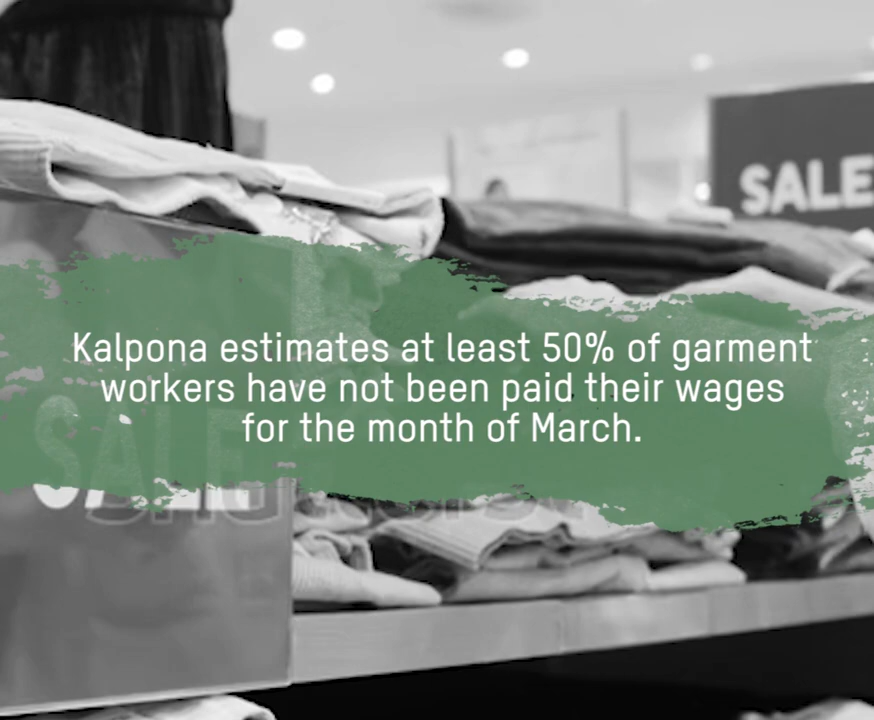 SALE
Kalpona estimates at least 50% of garment
workers have not been paid their wages
for the month of March.
SALE